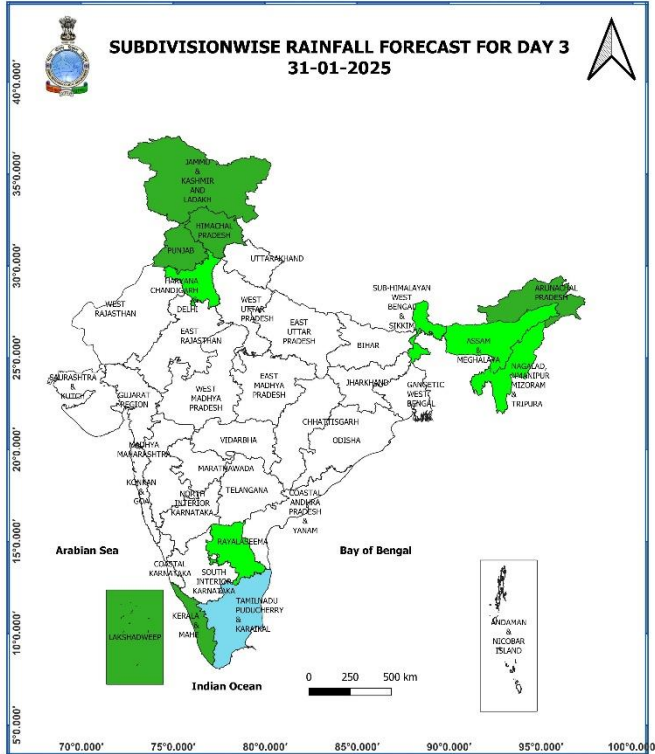 SUBDIVISIONWISE RAINFALL FORECAST FOR DAY 3
31-01-2025
40°0.000'
35°0.000'
30°0.000'
25°0.000'
20°0.000'
15°0.000'
10°0.000'
5°0.000'
JAMMU
&
KASHMIR
AND
LADAKH
HIMACHAL
PRADESH
PUNJAB
UTTARAKHAND
HARYANA
CHANDIGARH
&
DELHI
WEST
RAJASTHAN
WEST
UTTAR
PRADESH
SUB-HIMALAYAN
WEST
BENGAL
&
SIKKIM
ARUNACHAL
PRADESH
EAST
RAJASTHAN
EAST
UTTAR
PRADESH
BIHAR
ASSAM
&
MEGHALAYA
NAGALAD,
MANIPUR
MIZORAM
&
TRIPURA
SAURASHTRA
&
KUTCH
GUJARAT
REGION
WEST
MADHYA
PRADESH
EAST
MADHYA
PRADESH
JHARKHAND
GANGETIC
WEST
BENGAL
CHHATTISGARH
ODISHA
VIDARBHA
MADHYA
MAHARASHTRA
MARATHAWADA
KONKAN
&
GOA
NORTH
INTERIOR
KARNATAKA
TELANGANA
COASTAL
ANDHRA
PRADESH
&
YANAM
RAYALASEEMA
Arabian Sea
Bay of Bengal
COASTAL
KARNATAKA
SOUTH
INTERIOR
KARNATAKA
TAMILNADU
PUDUCHERRY
&
KARAIKAL
KERALA
&
MAHE
LAKSHADWEEP
ANDAMAN
&
NICOBAR
ISLAND
Indian Ocean
0 250 500 km
70°0.000' 75°0.000' 80°0.000' 85°0.000' 90°0.000' 95°0.000' 100°0.000'